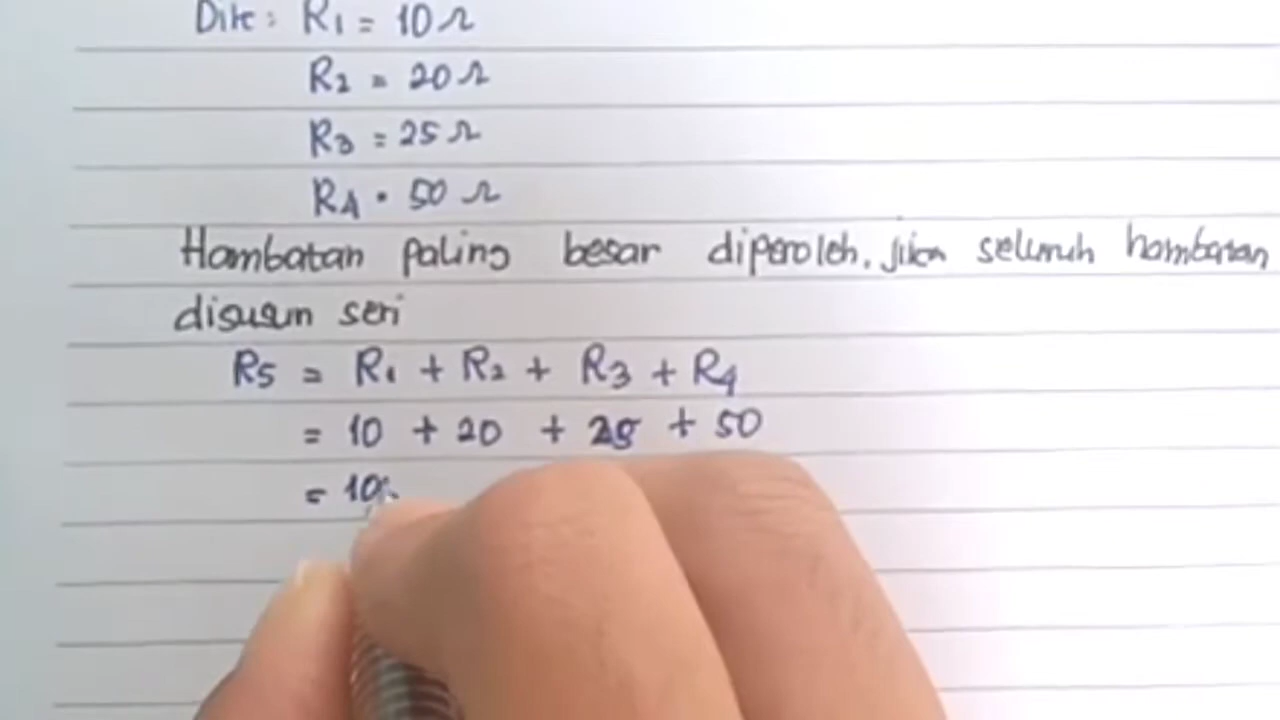 Dik : R1 = 10 Ω
R2 = 20 Ω
R3 = 25 Ω
R4 = 50 Ω
Hambatan paling besar diperoleh, jika seluruh hambatan
disusun seri
Rs = R1 + R2 + R3 + R4
= 10 + 20 + 25 + 50
= 10